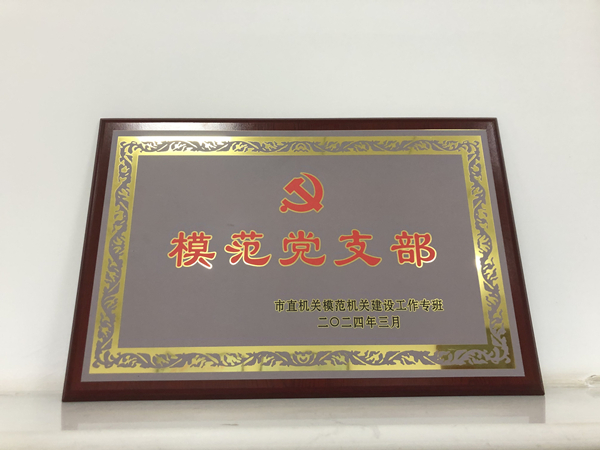 模范党支部
市直机关模范机关建设工作专班
二〇二四年三月